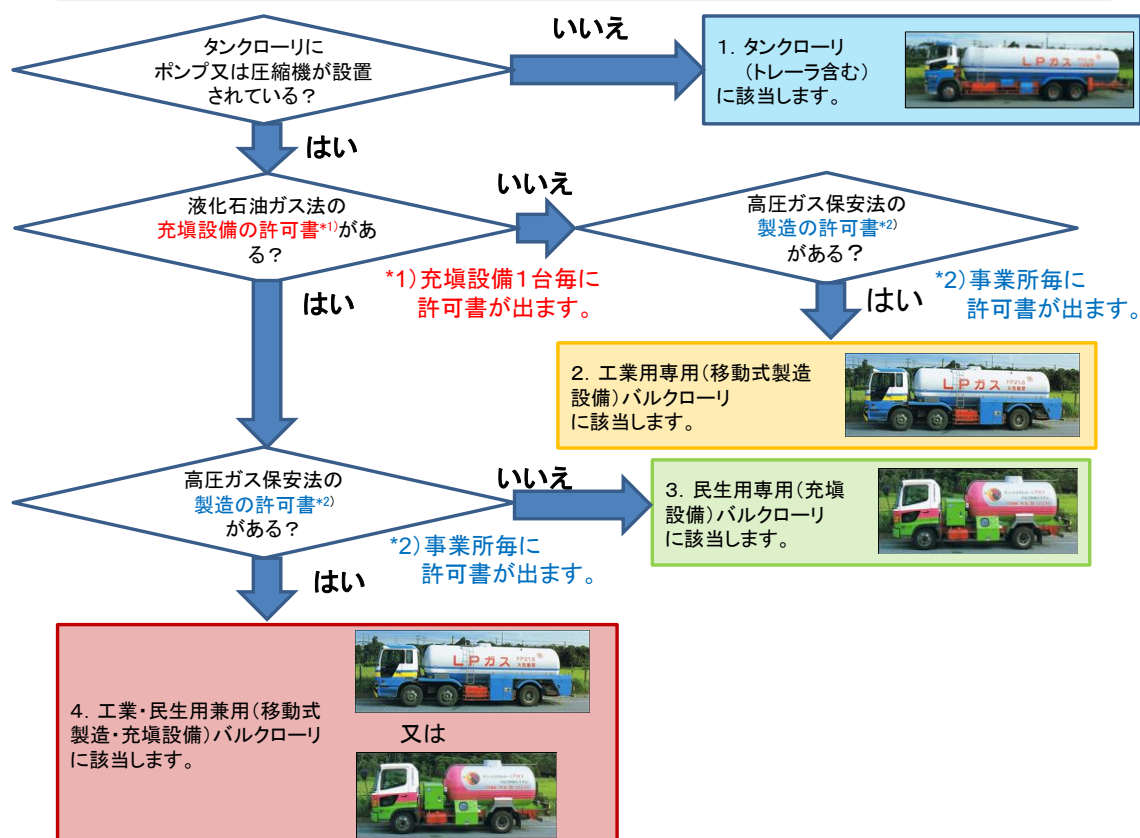 タンクローリに
ポンプ又は圧縮機が設置
されている？
いいえ
1．タンクローリ
（トレーラ含む）
に該当します。
LPガス
はい
液化石油ガス法の
充塡設備の許可書*1)があ
る？
いいえ
高圧ガス保安法の
製造の許可書*2)
がある？
*1）充塡設備１台毎に
許可書が出ます。
はい
はい
*2）事業所毎に
許可書が出ます。
2．工業用専用（移動式製造
設備）バルクローリ
に該当します。
LPガス
高圧ガス保安法の
製造の許可書*2)
がある？
いいえ
3．民生用専用（充塡
設備）バルクローリ
に該当します。
*2）事業所毎に
許可書が出ます。
はい
4．工業・民生用兼用（移動式
製造・充塡設備）バルクローリ
に該当します。
LPガス
又は